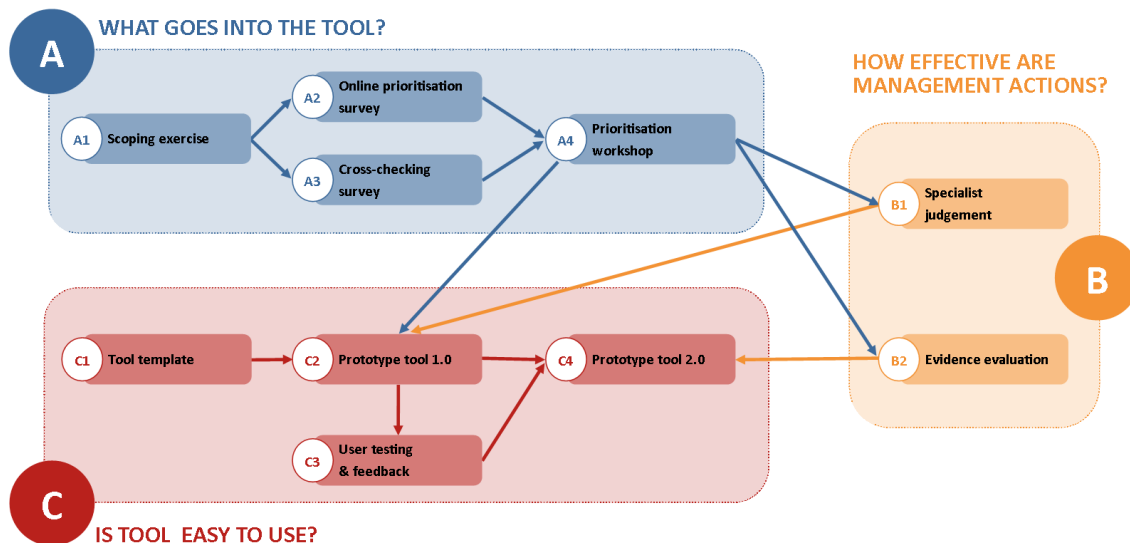 A
WHAT GOES INTO THE TOOL?
A1
Scoping exercise
A2
Online prioritisation
survey
A3
Cross-checking
survey
A4
Prioritisation
workshop
HOW EFFECTIVE ARE
MANAGEMENT ACTIONS?
B1
Specialist
judgement
B
B2
Evidence evaluation
C1
Tool template
C2
Prototype tool 1.0
C4
Prototype tool 2.0
C3
User testing
& feedback
C
IS TOOL  EASY TO USE?